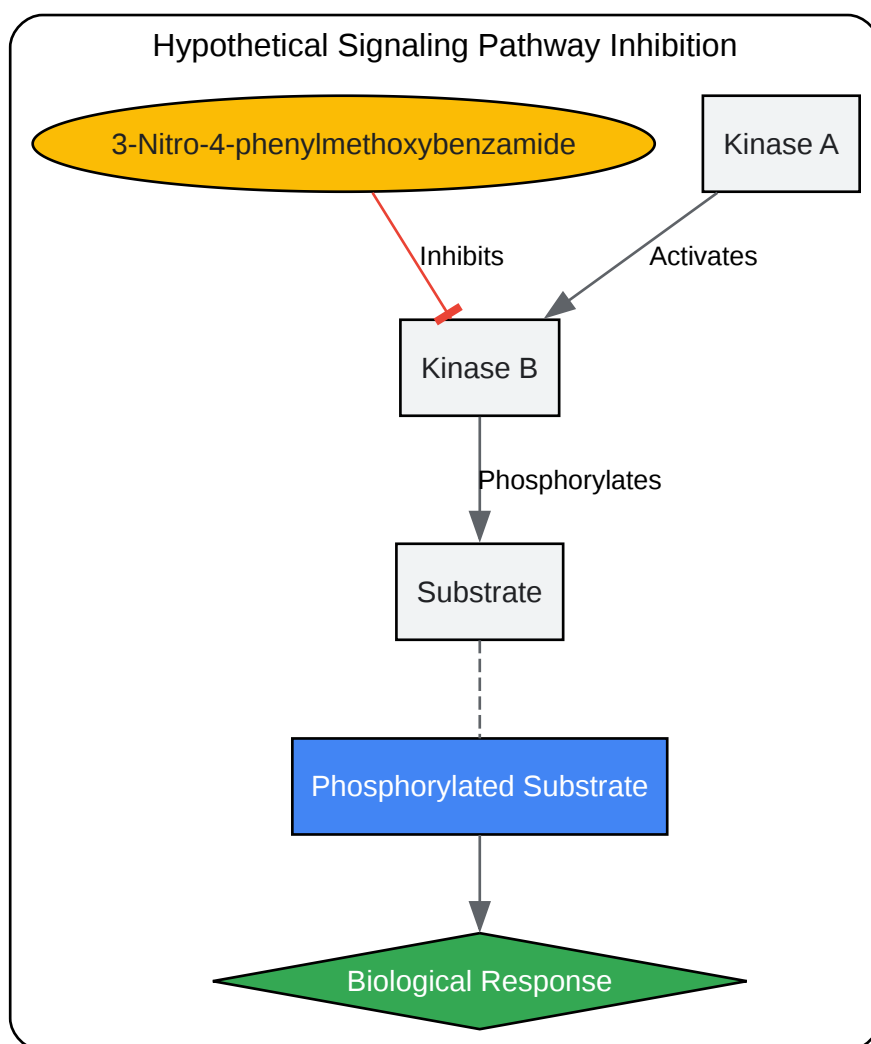 Hypothetical Signaling Pathway Inhibition
3-Nitro-4-phenylmethoxybenzamide
Kinase A
Inhibits
Activates
Kinase B
Phosphorylates
Substrate
Phosphorylated Substrate
Biological Response